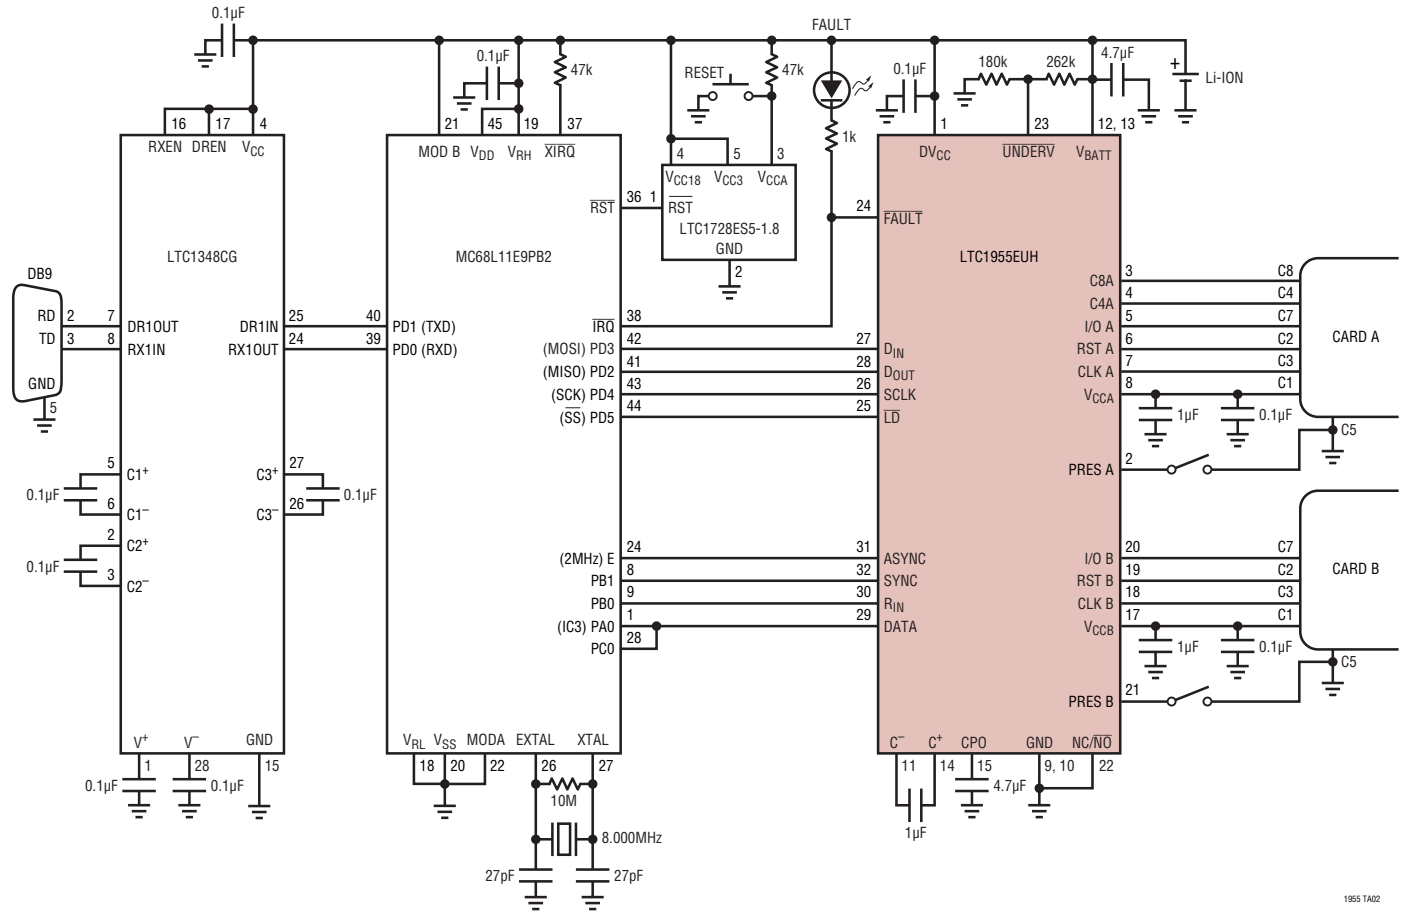 0.1µF
FAULT
0.1µF
47k
RESET
47k
1k
0.1µF
180k
262k
4.7µF
+
Li-ION
16
17
4
RXEN
DREN
VCC
21
45
19
37
MOD B
VDD
VRH
XIRQ
4
5
3
VCC18
VCC3
VCCA
1
23
12, 13
DVCC
UNDERV
VBATT
RST
36
1
RST
LTC1728ES5-1.8
GND
2
24
FAULT
LTC1348CG
MC68L11E9PB2
LTC1955EUH
DB9
RD
2
7
DR1OUT
TD
3
8
RX1IN
GND
5
DR1IN
25
40
PD1 (TXD)
RX1OUT
24
39
PD0 (RXD)
IRQ
38
(MOSI) PD3
42
27
DIN
(MISO) PD2
41
28
DOUT
(SCK) PD4
43
26
SCLK
(SS) PD5
44
25
LD
C8A
3
C8
C4A
4
C4
I/O A
5
C7
RST A
6
C2
CLK A
7
C3
VCCA
8
C1
CARD A
1µF
0.1µF
C5
PRES A
2
5
C1+
0.1µF
6
C1–
2
C2+
0.1µF
3
C2–
C3+
27
0.1µF
C3–
26
(2MHz) E
24
31
ASYNC
PB1
8
32
SYNC
PB0
9
30
RIN
(IC3) PA0
1
29
DATA
PC0
28
I/O B
20
C7
RST B
19
C2
CLK B
18
C3
VCCB
17
C1
CARD B
1µF
0.1µF
C5
PRES B
21
V+
V–
GND
1
28
15
0.1µF
0.1µF
VRL
VSS
MODA
EXTAL
XTAL
18
20
22
26
27
10M
8.000MHz
27pF
27pF
C–
C+
CPO
GND
NC/NO
11
14
15
9, 10
22
4.7µF
1µF
1955 TA02